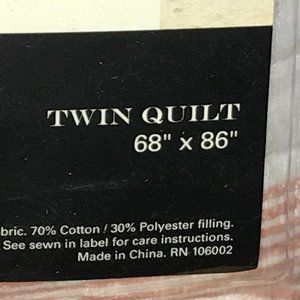 TWIN QUILT
68" x 86"
bric. 70% Cotton / 30% Polyester filling.
See sewn in label for care instructions.
Made in China. RN 106002